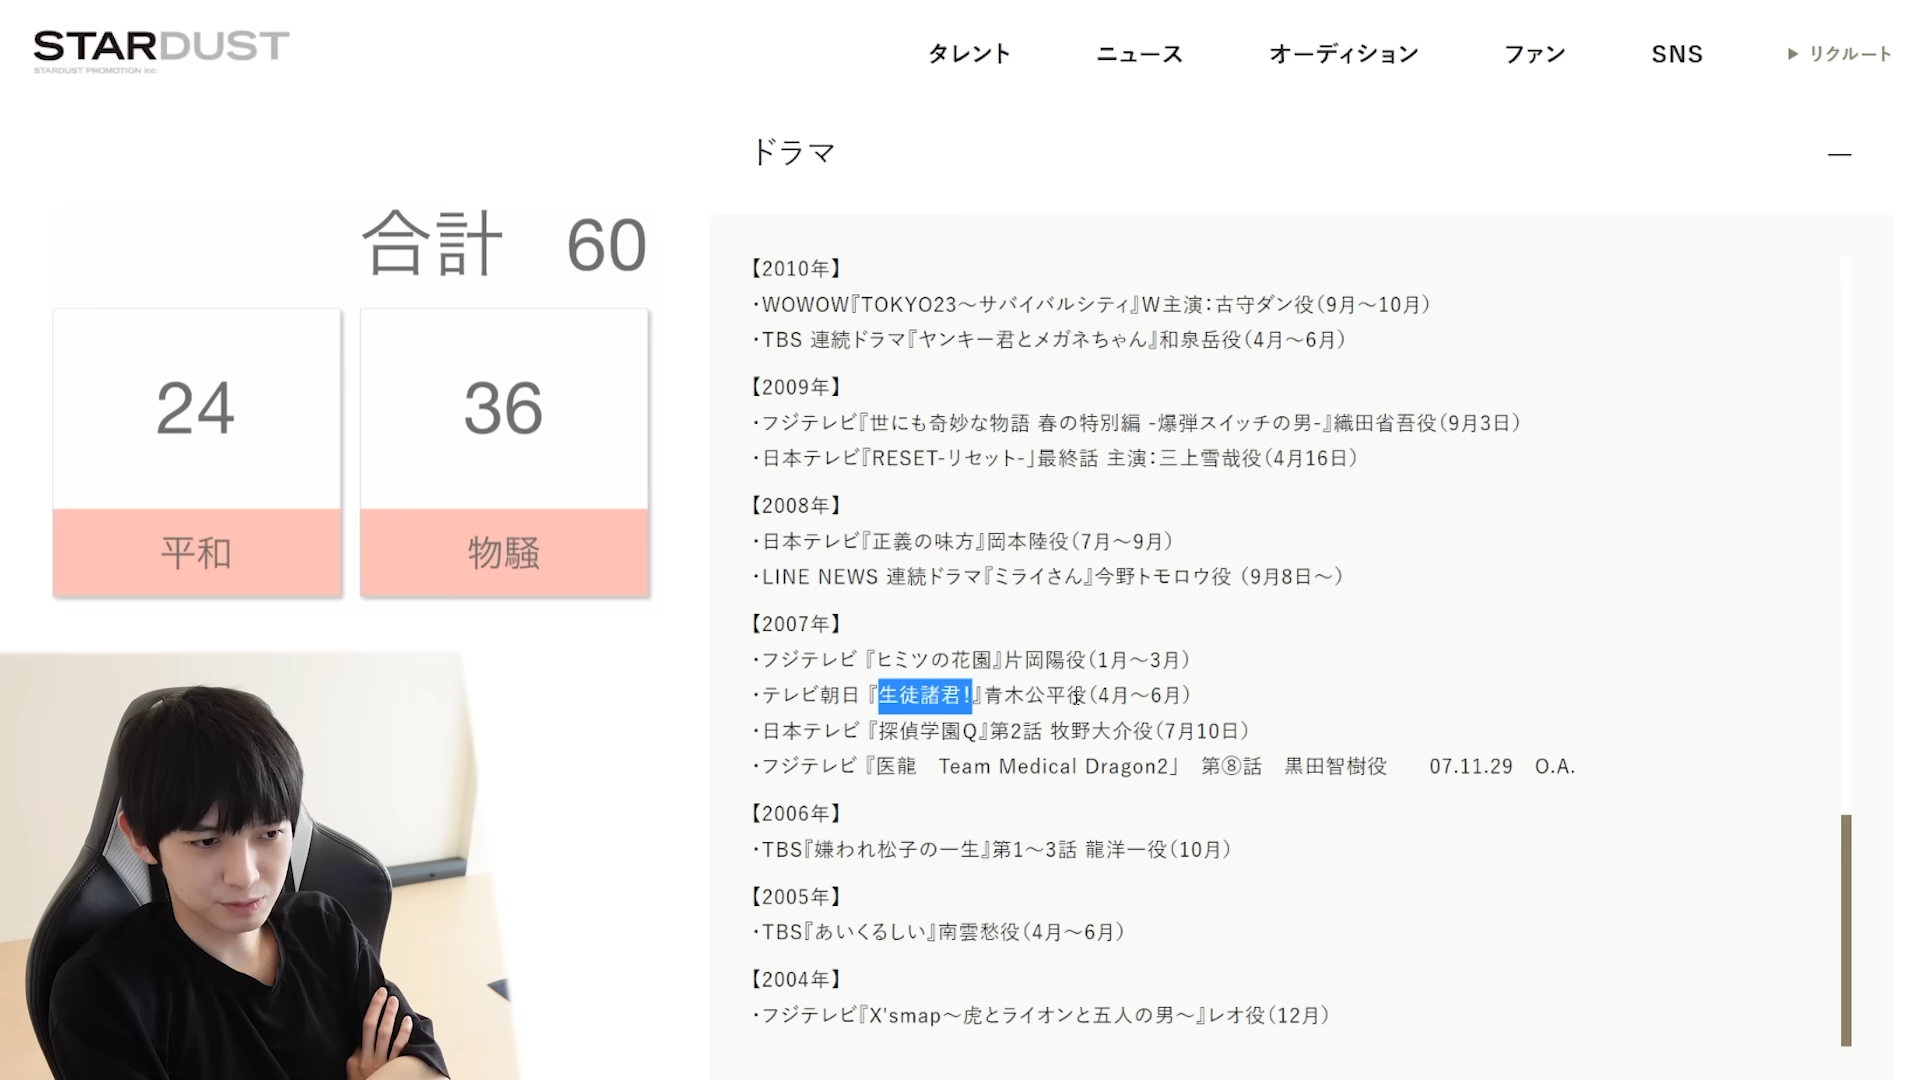 STARDUST
STARDUST PROMOTION Inc.
タレント
ニュース
オーディション
ファン
SNS
▶ リクルート
ドラマ
合計 60
24
平和
36
物騒
【2010年】
・WOWOW『TOKYO23～サバイバルシティ』W主演：古守ダン役（9月～10月）
・TBS 連続ドラマ『ヤンキー君とメガネちゃん』和泉岳役（4月～6月）
【2009年】
・フジテレビ『世にも奇妙な物語 春の特別編 -爆弾スイッチの男-』織田省吾役（9月3日）
・日本テレビ『RESET-リセット-」最終話 主演：三上雪哉役（4月16日）
【2008年】
・日本テレビ『正義の味方』岡本陸役（7月～9月）
・LINE NEWS 連続ドラマ『ミライさん』今野トモロウ役 （9月8日～）
【2007年】
・フジテレビ 『ヒミツの花園』片岡陽役（1月～3月）
・テレビ朝日 『生徒諸君！』青木公平役（4月～6月）
・日本テレビ 『探偵学園Q』第2話 牧野大介役（7月10日）
・フジテレビ 『医龍　Team Medical Dragon2」　第⑧話　黒田智樹役　　07.11.29　O.A.
【2006年】
・TBS『嫌われ松子の一生』第1～3話 龍洋一役（10月）
【2005年】
・TBS『あいくるしい』南雲愁役（4月～6月）
【2004年】
・フジテレビ『X'smap～虎とライオンと五人の男～』レオ役（12月）